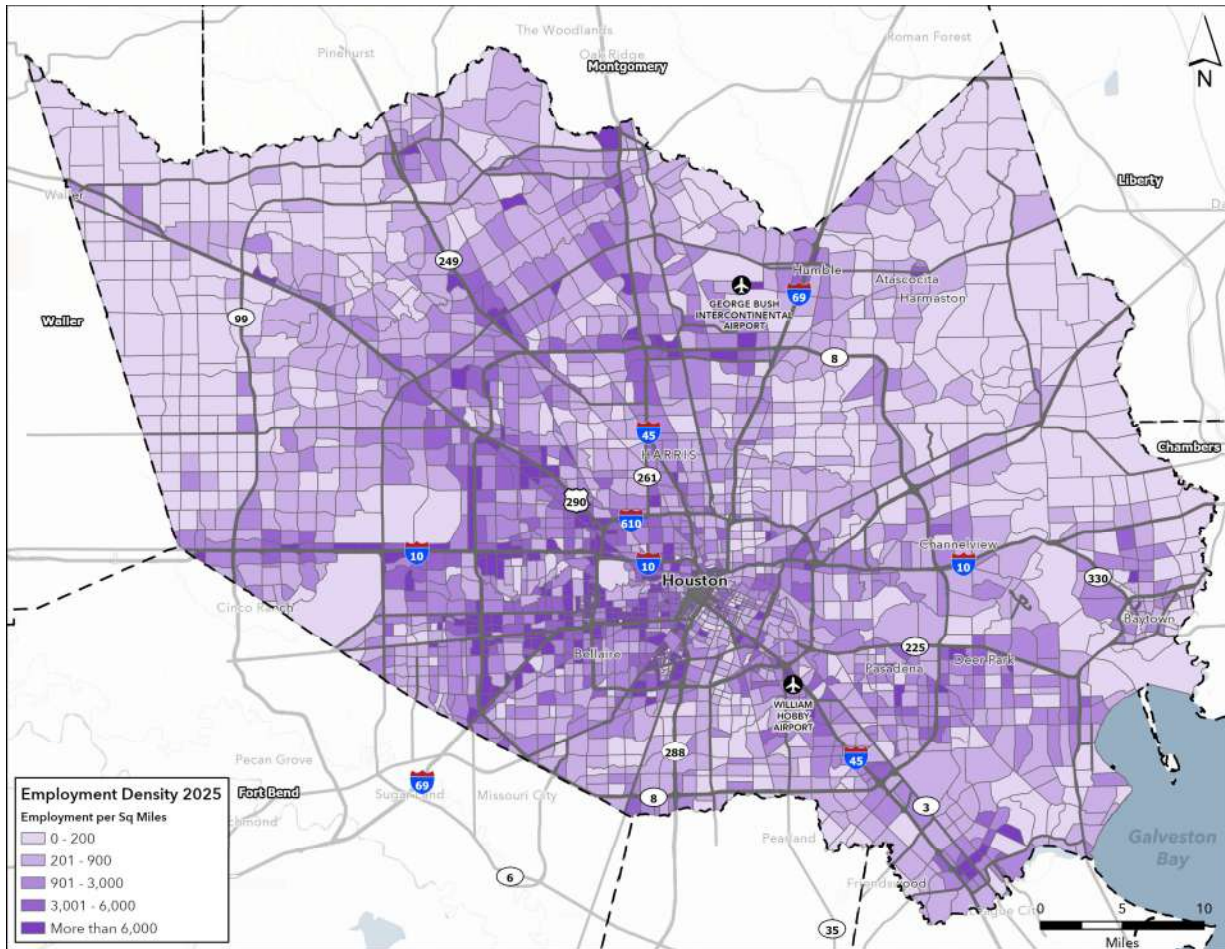 The Woodlands
Roman Forest
Pinehurst
Oak Ridge
Montgomery
N
Liberty
Waller
249
Humble
Atascocita
Harmaston
GEORGE BUSH
INTERCONTINENTAL
AIRPORT
69
Waller
99
8
45
HARRIS
Chambers
261
290
610
10
10
Channelview
10
Houston
330
Cinco Ranch
Baytown
225
Bellaire
Pasadena
Deer Park
WILLIAM
HOBBY
AIRPORT
288
45
Pecan Grove
69
Fort Bend
Sugar Land
Missouri City
8
3
Galveston
Bay
Pearland
6
Friendswood
League City
35
Employment Density 2025
Employment per Sq Miles
0 - 200
201 - 900
901 - 3,000
3,001 - 6,000
More than 6,000
0 5 10
Miles